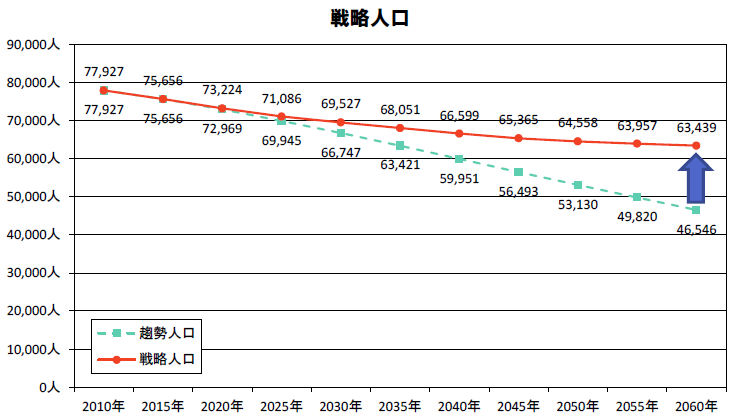 戦略人口
90,000人
80,000人
70,000人
60,000人
50,000人
40,000人
30,000人
20,000人
10,000人
0人
77,927
75,656
73,224
71,086
69,527
68,051
66,599
65,365
64,558
63,957
63,439
77,927
75,656
72,969
69,945
66,747
63,421
59,951
56,493
53,130
49,820
46,546
趨勢人口
戦略人口
2010年 2015年 2020年 2025年 2030年 2035年 2040年 2045年 2050年 2055年 2060年